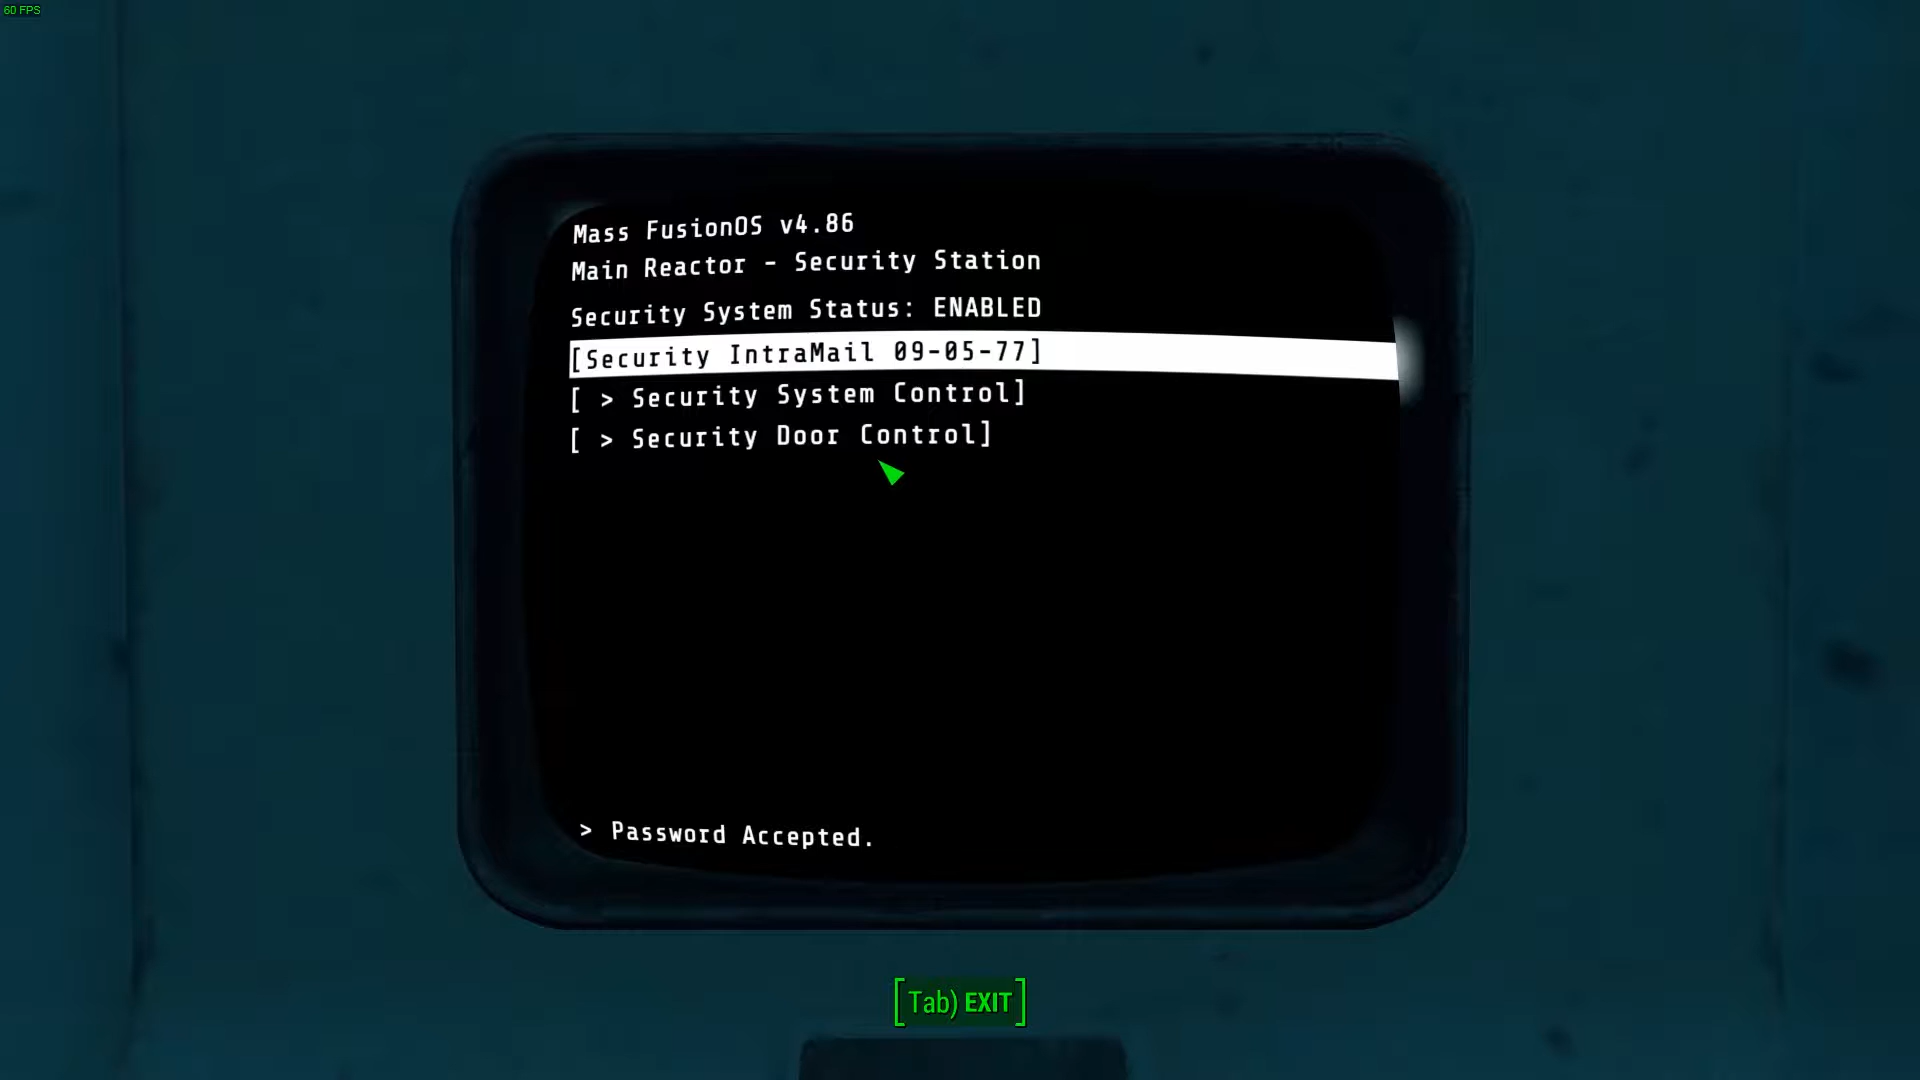 60 FPS
Mass FusionOS v4.86
Main Reactor - Security Station
Security System Status: ENABLED
[Security IntraMail 09-05-77]
[ > Security System Control]
[ > Security Door Control]
> Password Accepted.
[Tab) EXIT]